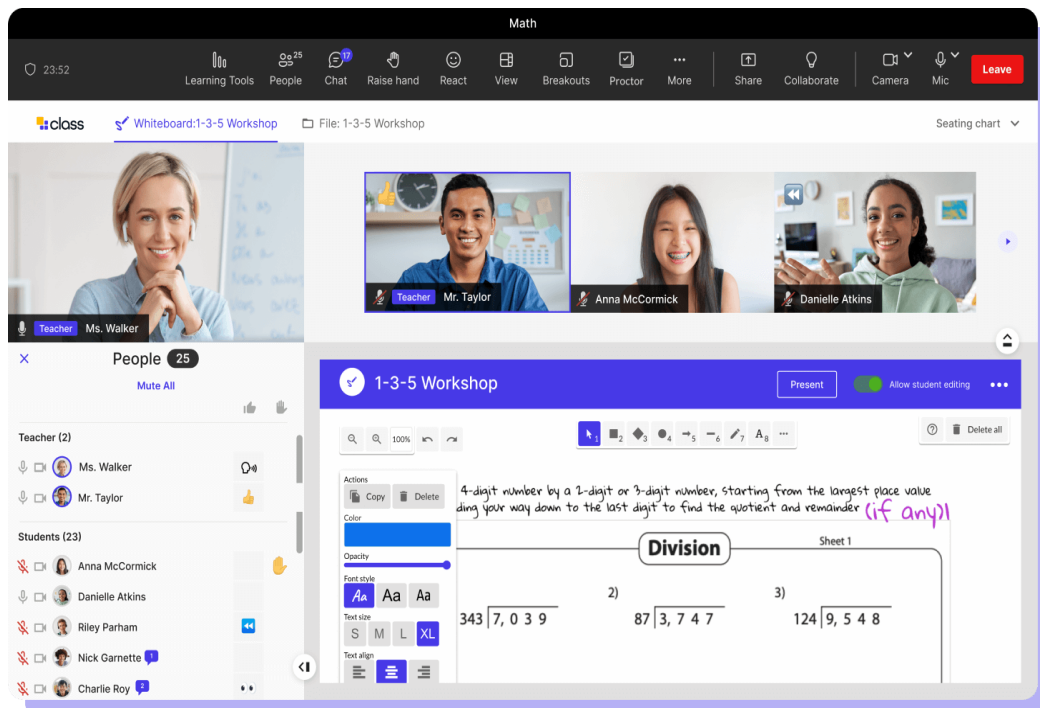 Math
23:52
Learning Tools
People 25
Chat 17
Raise hand
React
View
Breakouts
Proctor
More
Share
Collaborate
Camera
Mic
Leave
class
Whiteboard:1-3-5 Workshop
File: 1-3-5 Workshop
Seating chart
Teacher Ms. Walker
Teacher Mr. Taylor
Anna McCormick
Danielle Atkins
People 25
Mute All
Teacher (2)
Ms. Walker
Mr. Taylor
Students (23)
Anna McCormick
Danielle Atkins
Riley Parham
Nick Garnette 1
Charlie Roy 2
1-3-5 Workshop
Present
Allow student editing
100%
1 2 3 4 5 6 7 A 8
Delete all
Actions
Copy Delete
Color
Opacity
Font style
Aa Aa Aa
Text size
S M L XL
Text align
4-digit number by a 2-digit or 3-digit number, starting from the largest place value
ding your way down to the last digit to find the quotient and remainder (if any)
Division
Sheet 1
343 7, 0 3 9
2)
87 3, 7 4 7
3)
124 9, 5 4 8